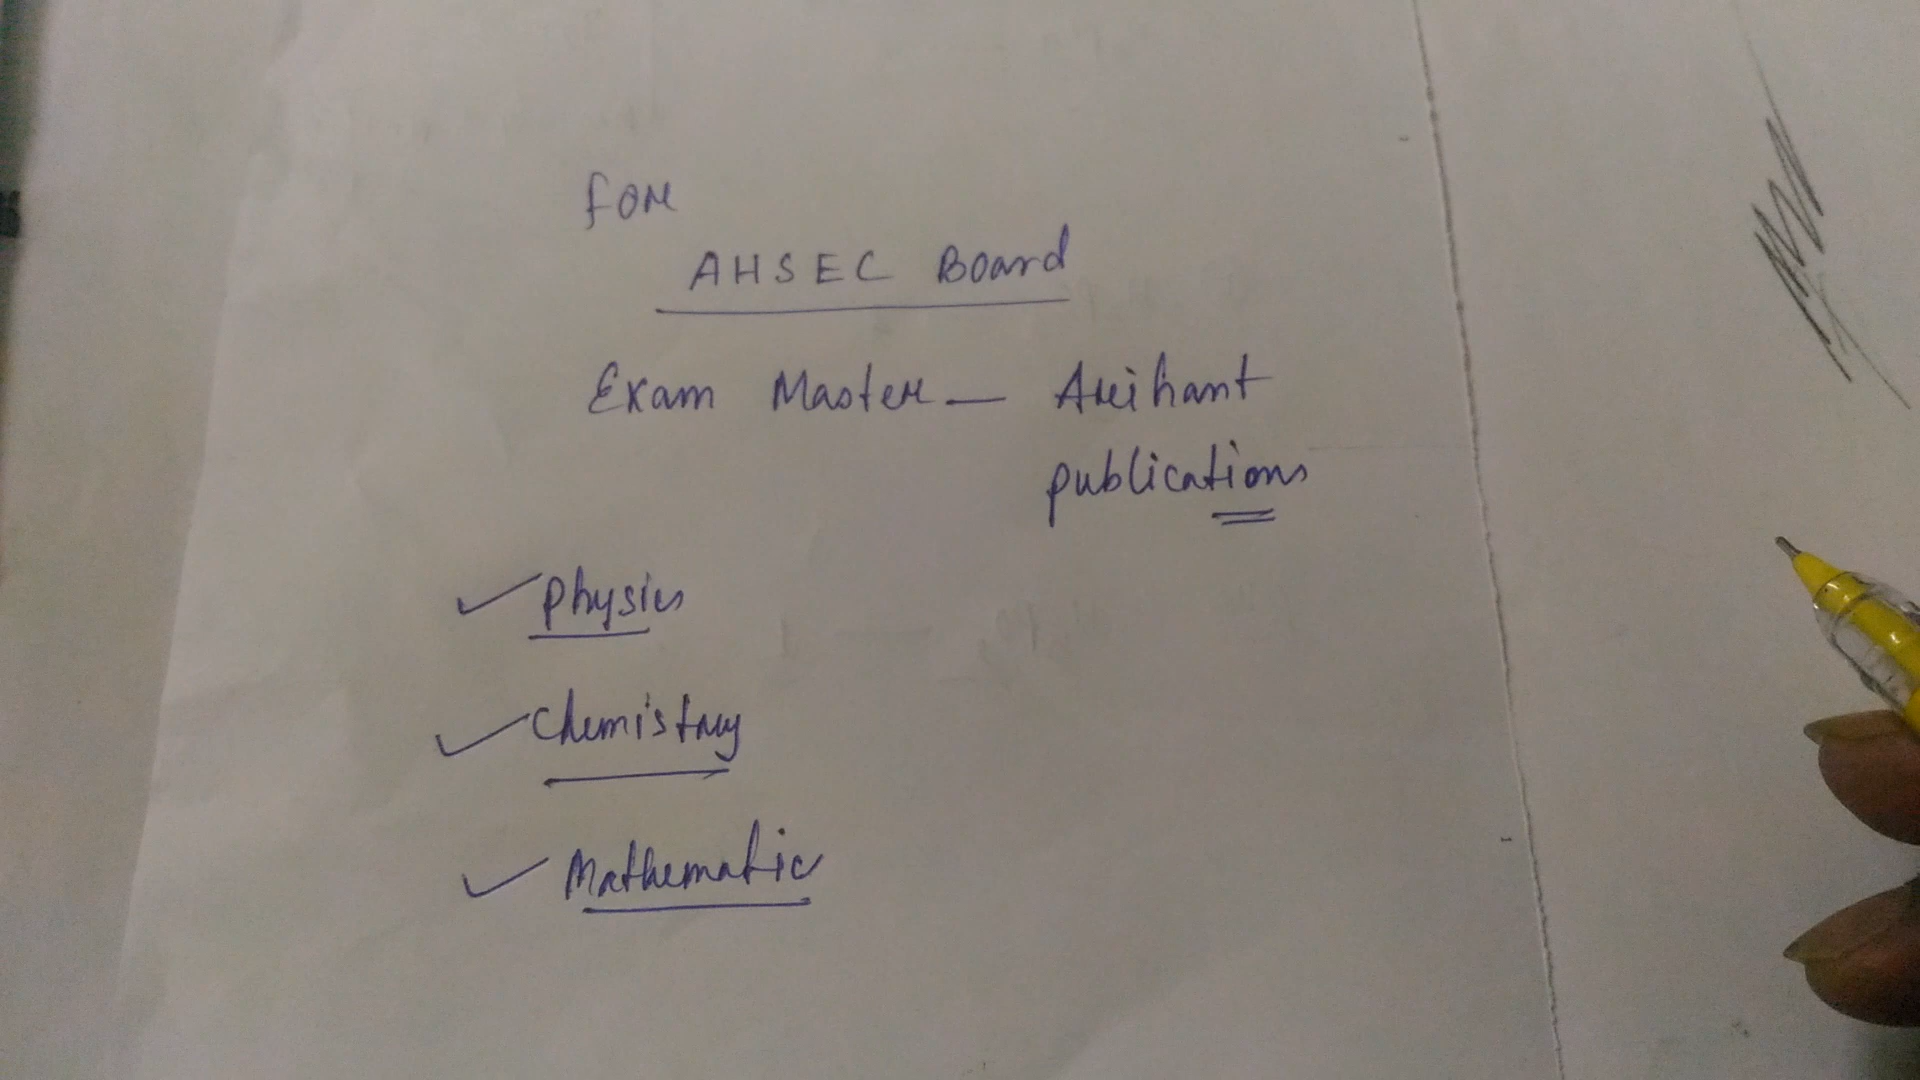 For
AHSEC Board
Exam Master — Arihant
publications
✓ Physics
✓ Chemistry
✓ Mathematic